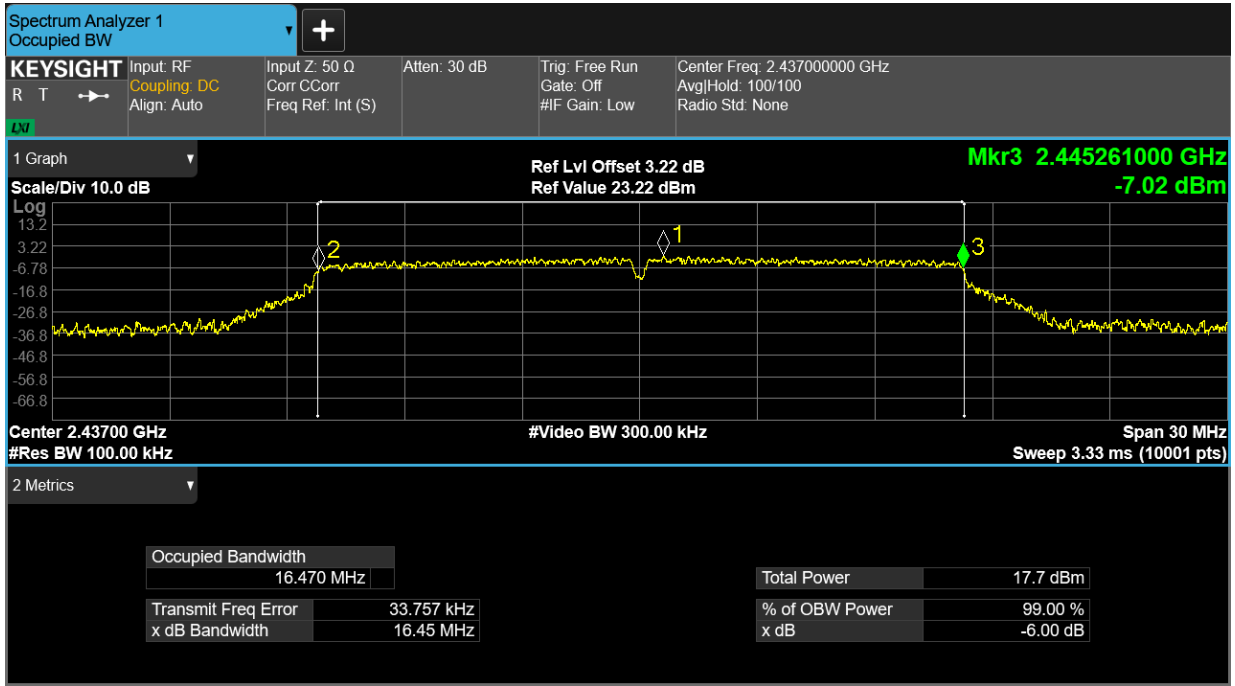 Spectrum Analyzer 1
Occupied BW
KEYSIGHT
R T
LXI
Input: RF
Coupling: DC
Align: Auto
Input Z: 50 Ω
Corr CCorr
Freq Ref: Int (S)
Atten: 30 dB
Trig: Free Run
Gate: Off
#IF Gain: Low
Center Freq: 2.437000000 GHz
Avg|Hold: 100/100
Radio Std: None
1 Graph
Scale/Div 10.0 dB
Ref Lvl Offset 3.22 dB
Ref Value 23.22 dBm
Mkr3 2.445261000 GHz
-7.02 dBm
Log
13.2
3.22
-6.78
-16.8
-26.8
-36.8
-46.8
-56.8
-66.8
2
1
3
Center 2.43700 GHz
#Res BW 100.00 kHz
#Video BW 300.00 kHz
Span 30 MHz
Sweep 3.33 ms (10001 pts)
2 Metrics
Occupied Bandwidth
16.470 MHz
Transmit Freq Error 33.757 kHz
x dB Bandwidth 16.45 MHz
Total Power 17.7 dBm
% of OBW Power 99.00 %
x dB -6.00 dB